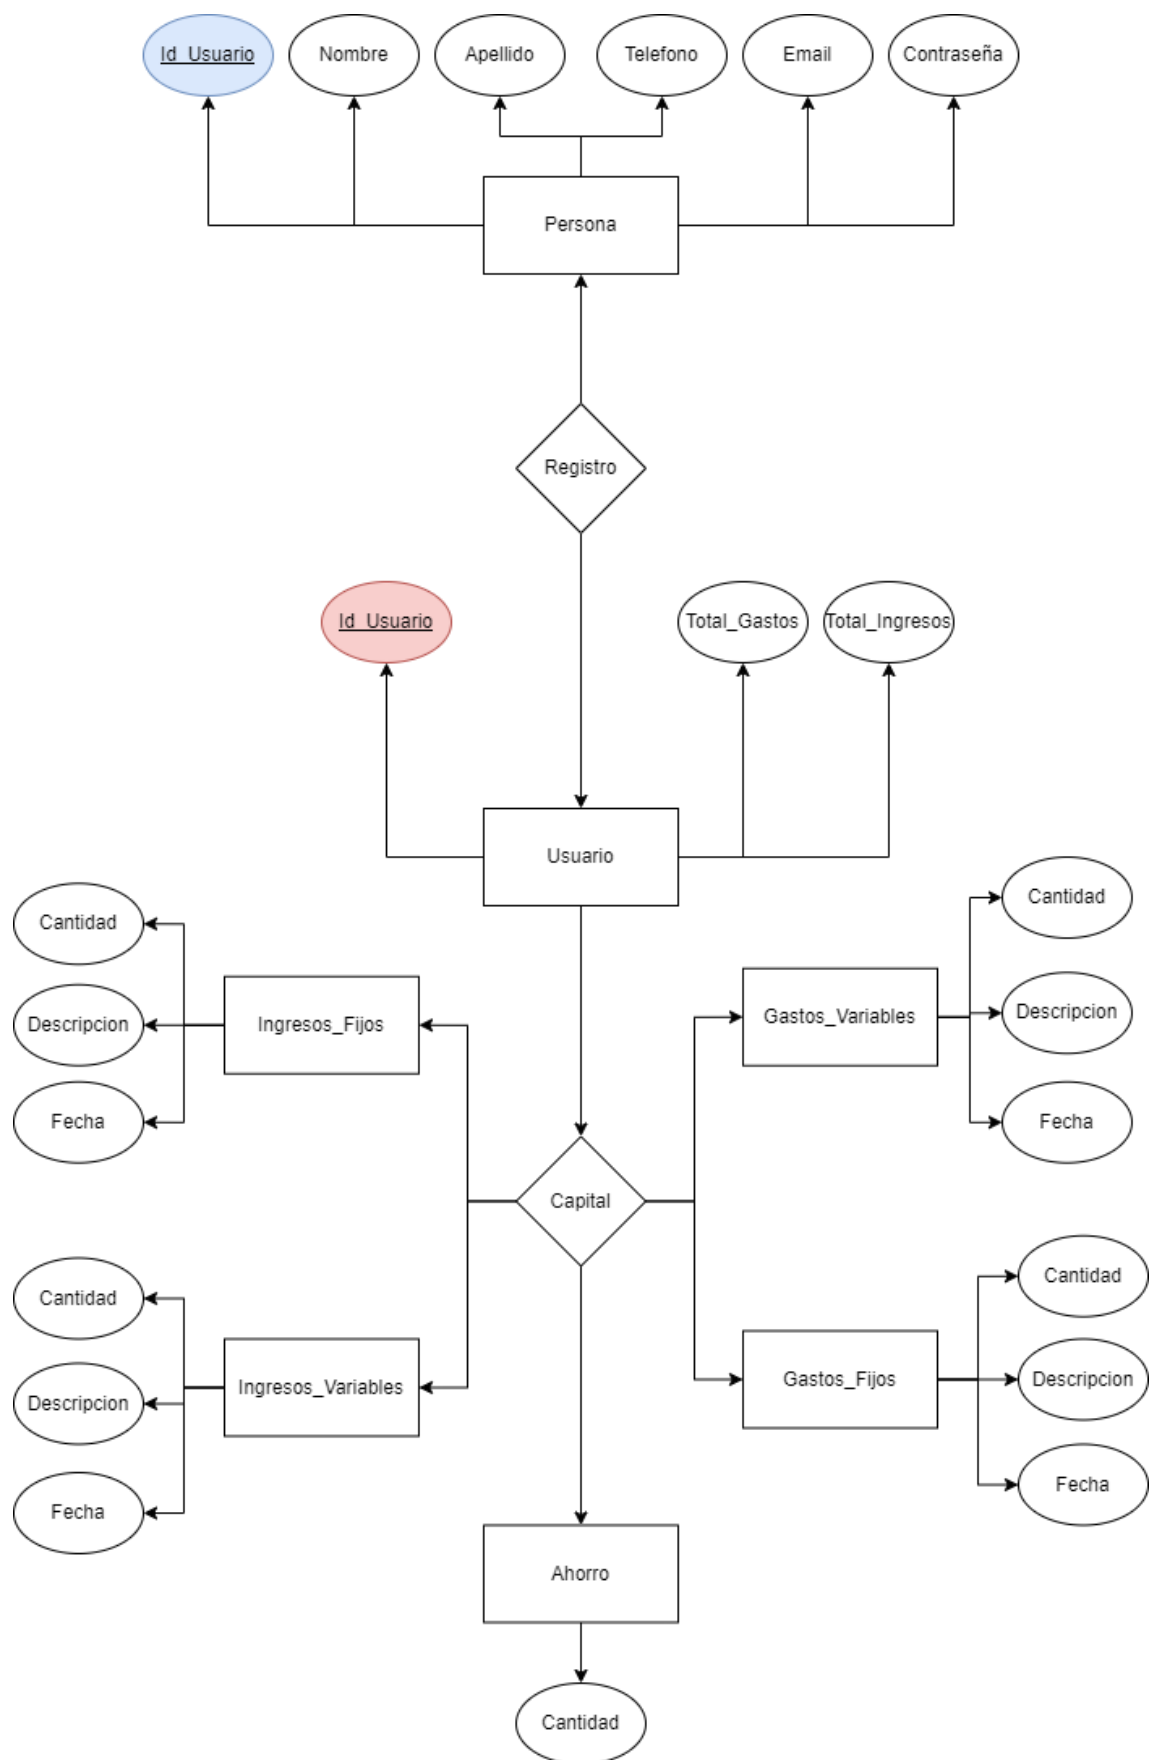 Id_Usuario
Nombre
Apellido
Telefono
Email
Contraseña
Persona
Registro
Id_Usuario
Total_Gastos
Total_Ingresos
Usuario
Cantidad
Cantidad
Ingresos_Fijos
Gastos_Variables
Descripcion
Descripcion
Fecha
Fecha
Capital
Cantidad
Cantidad
Ingresos_Variables
Gastos_Fijos
Descripcion
Descripcion
Fecha
Fecha
Ahorro
Cantidad